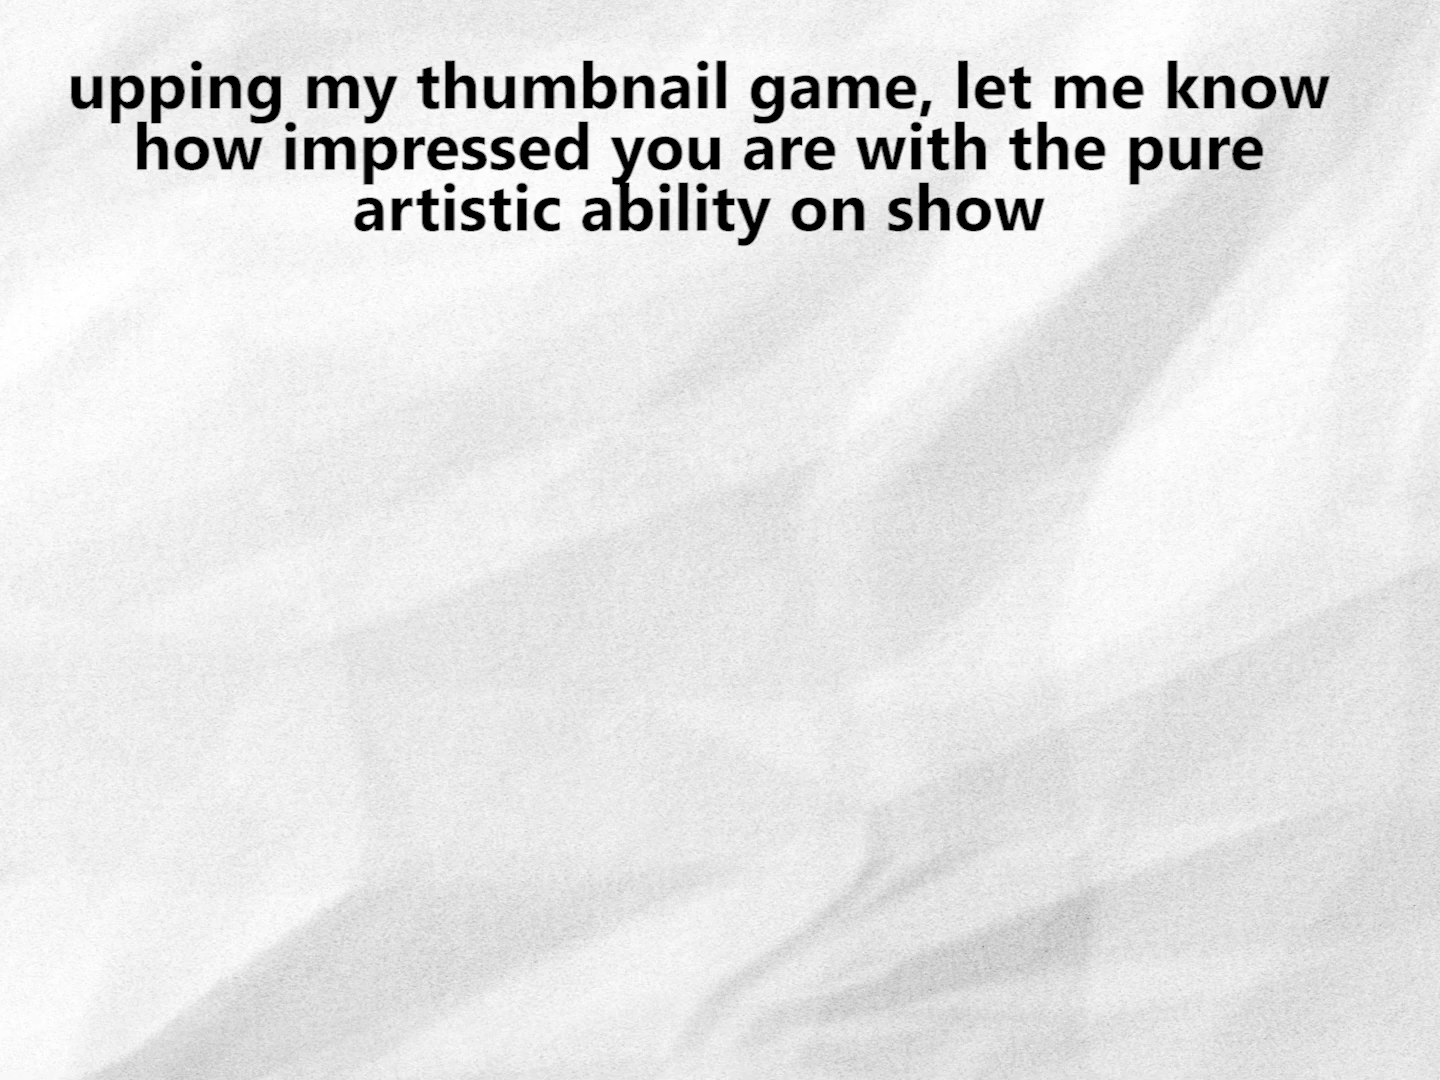 upping my thumbnail game, let me know
how impressed you are with the pure
artistic ability on show